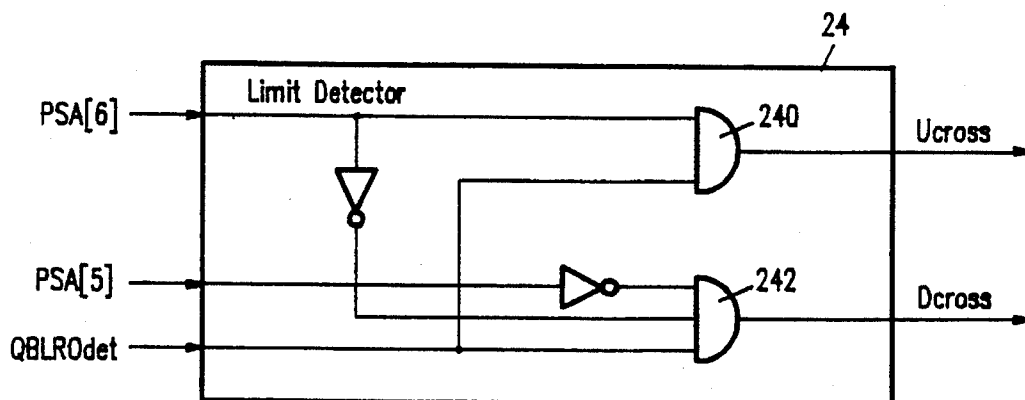 24
Limit Detector
PSA[6]
240
Ucross
PSA[5]
242
Dcross
QBLROdet